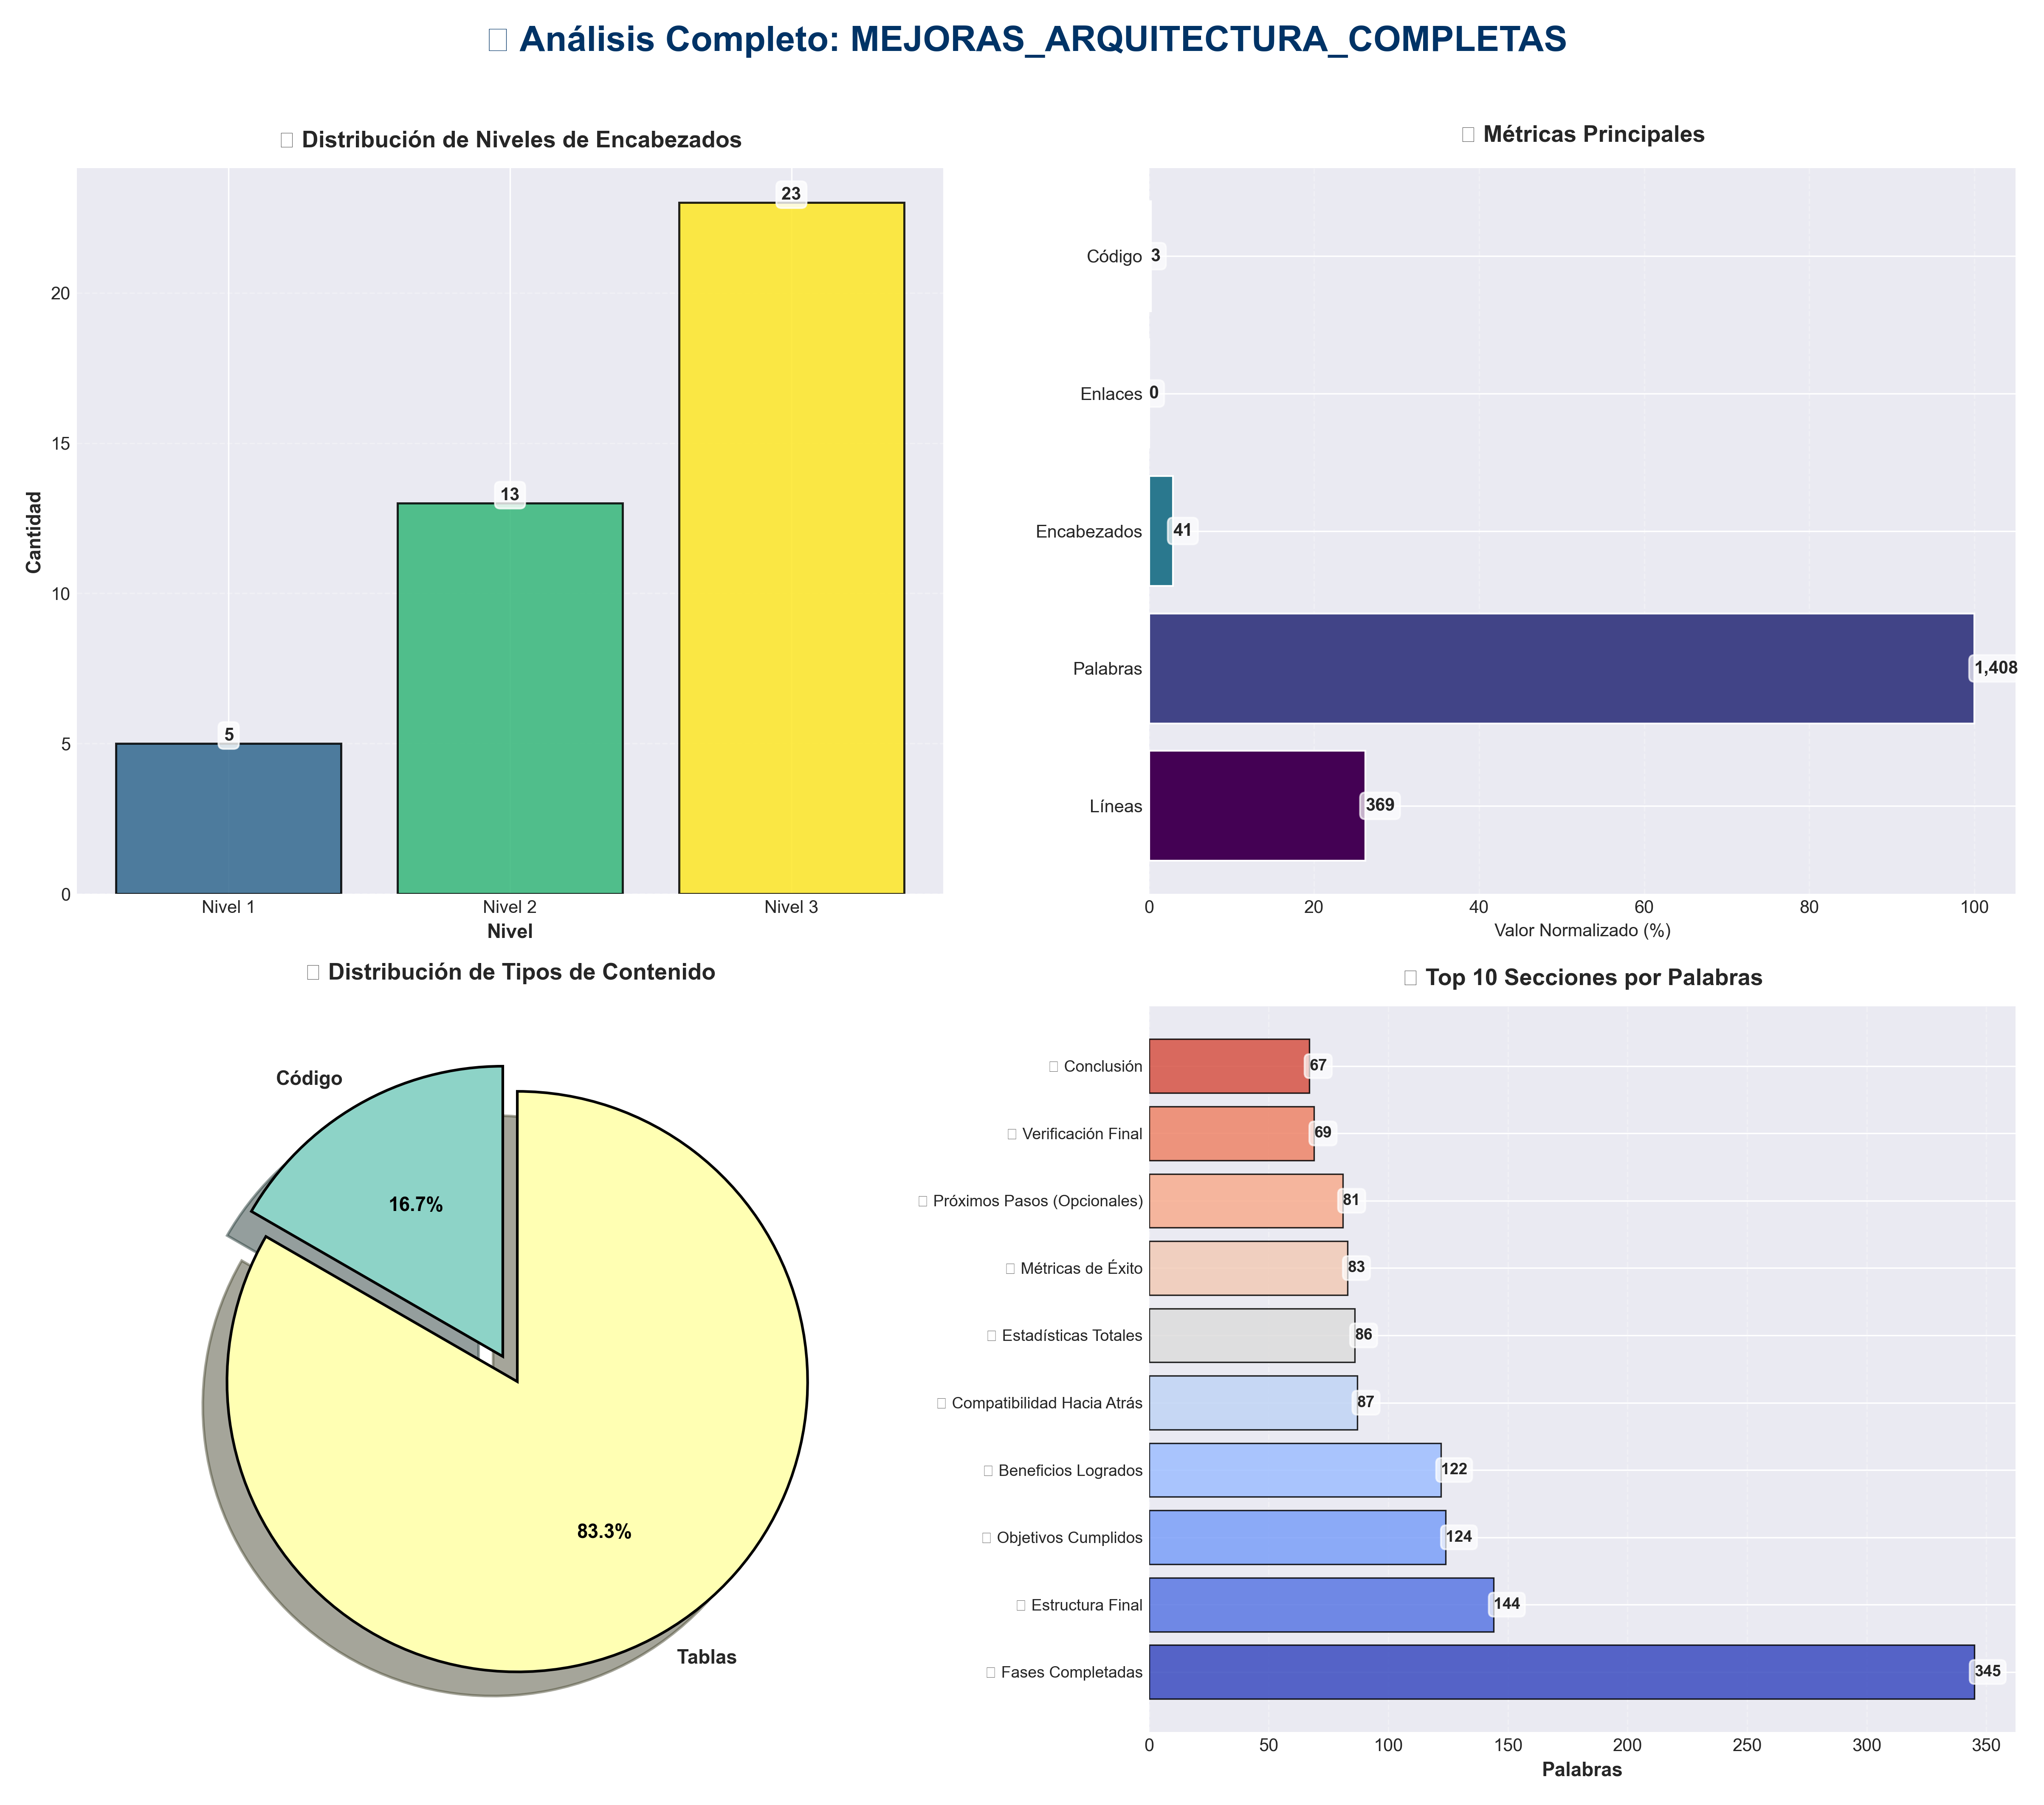 Análisis Completo: MEJORAS_ARQUITECTURA_COMPLETAS
Distribución de Niveles de Encabezados
Cantidad
20
15
10
5
0
23
13
5
Nivel 1
Nivel 2
Nivel 3
Nivel
Métricas Principales
Código
3
Enlaces
0
Encabezados
41
Palabras
1,408
Líneas
369
0
20
40
60
80
100
Valor Normalizado (%)
Distribución de Tipos de Contenido
Código
16.7%
83.3%
Tablas
Top 10 Secciones por Palabras
Conclusión
67
Verificación Final
69
Próximos Pasos (Opcionales)
81
Métricas de Éxito
83
Estadísticas Totales
86
Compatibilidad Hacia Atrás
87
Beneficios Logrados
122
Objetivos Cumplidos
124
Estructura Final
144
Fases Completadas
345
0
50
100
150
200
250
300
350
Palabras